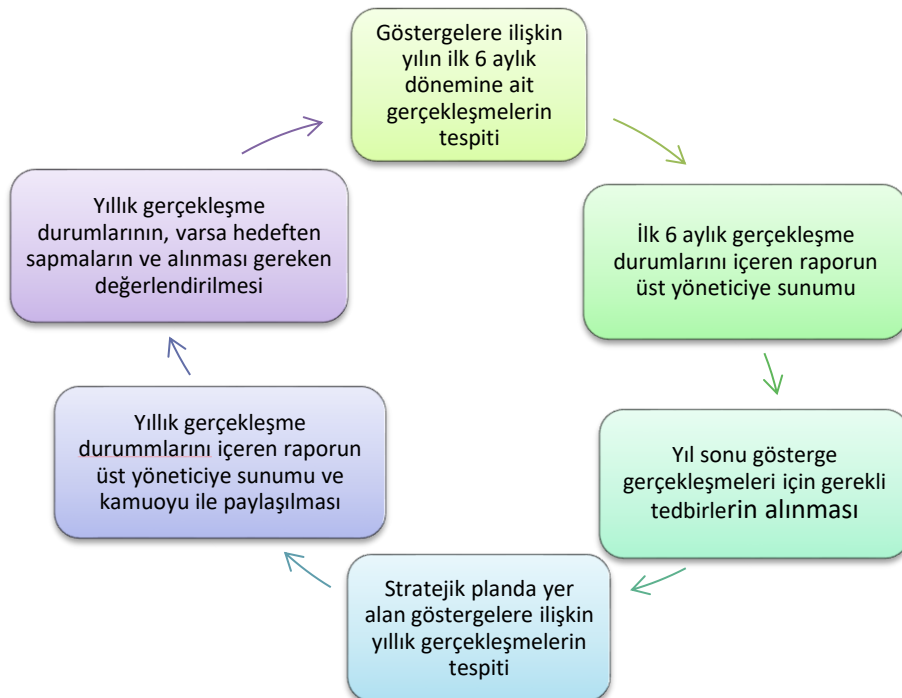 Göstergelere ilişkin
yılın ilk 6 aylık
dönemine ait
gerçekleşmelerin
tespiti
İlk 6 aylık gerçekleşme
durumlarını içeren raporun
üst yöneticiye sunumu
Yıl sonu gösterge
gerçekleşmeleri için gerekli
tedbirlerin alınması
Stratejik planda yer
alan göstergelere ilişkin
yıllık gerçekleşmelerin
tespiti
Yıllık gerçekleşme
durummlarını içeren raporun
üst yöneticiye sunumu ve
kamuoyu ile paylaşılması
Yıllık gerçekleşme
durumlarının, varsa hedeften
sapmaların ve alınması gereken
değerlendirilmesi